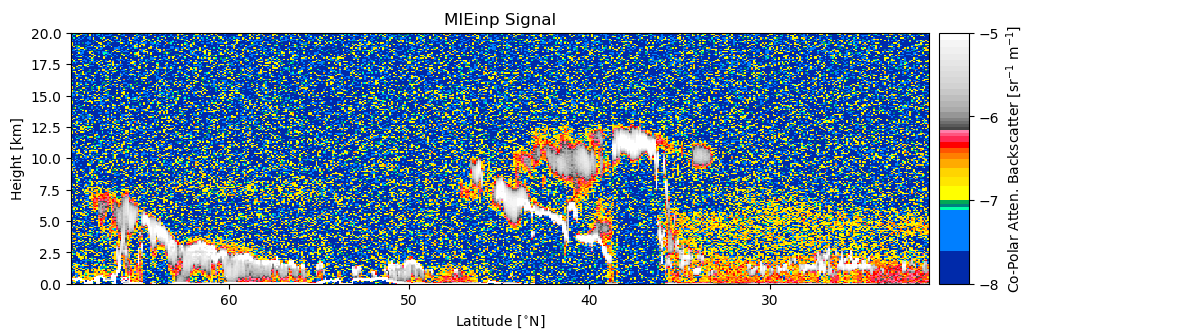 MIEinp Signal
20.0
17.5
15.0
12.5
10.0
7.5
5.0
2.5
0.0
Height [km]
60 50 40 30
Latitude [°N]
−5
−6
−7
−8
Co-Polar Atten. Backscatter [sr⁻¹ m⁻¹]